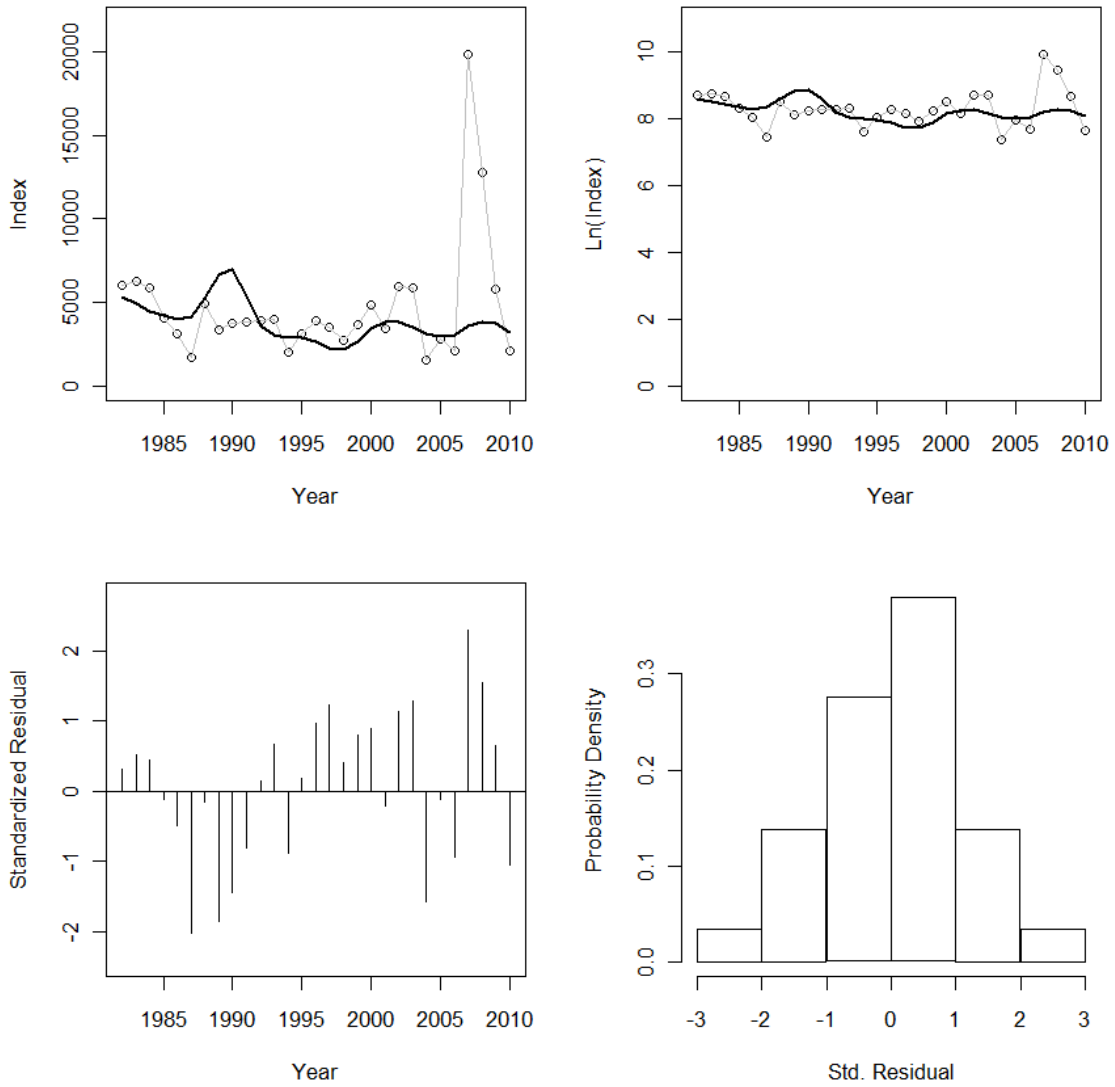 Index
20000
15000
10000
5000
0
1985 1990 1995 2000 2005 2010
Year
Ln(Index)
10
8
6
4
2
0
1985 1990 1995 2000 2005 2010
Year
Standardized Residual
2
1
0
-1
-2
1985 1990 1995 2000 2005 2010
Year
Probability Density
0.3
0.2
0.1
0.0
-3 -2 -1 0 1 2 3
Std. Residual